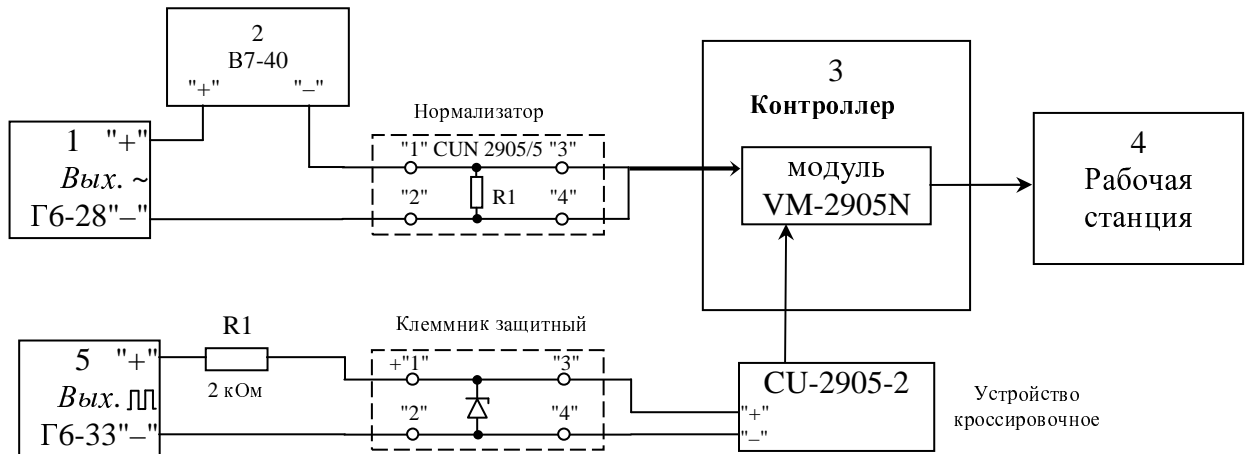 2
В7-40
"+" "–"
1 "+"
Вых. ~
Г6-28 "–"
Нормализатор
"1" CUN 2905/5 "3"
"2" R1 "4"
3
Контроллер
модуль
VM-2905N
4
Рабочая
станция
R1
2 кОм
5 "+"
Вых.
Г6-33 "–"
Клеммник защитный
+"1" "3"
"2" "4"
CU-2905-2
"+"
"–"
Устройство
кроссировочное